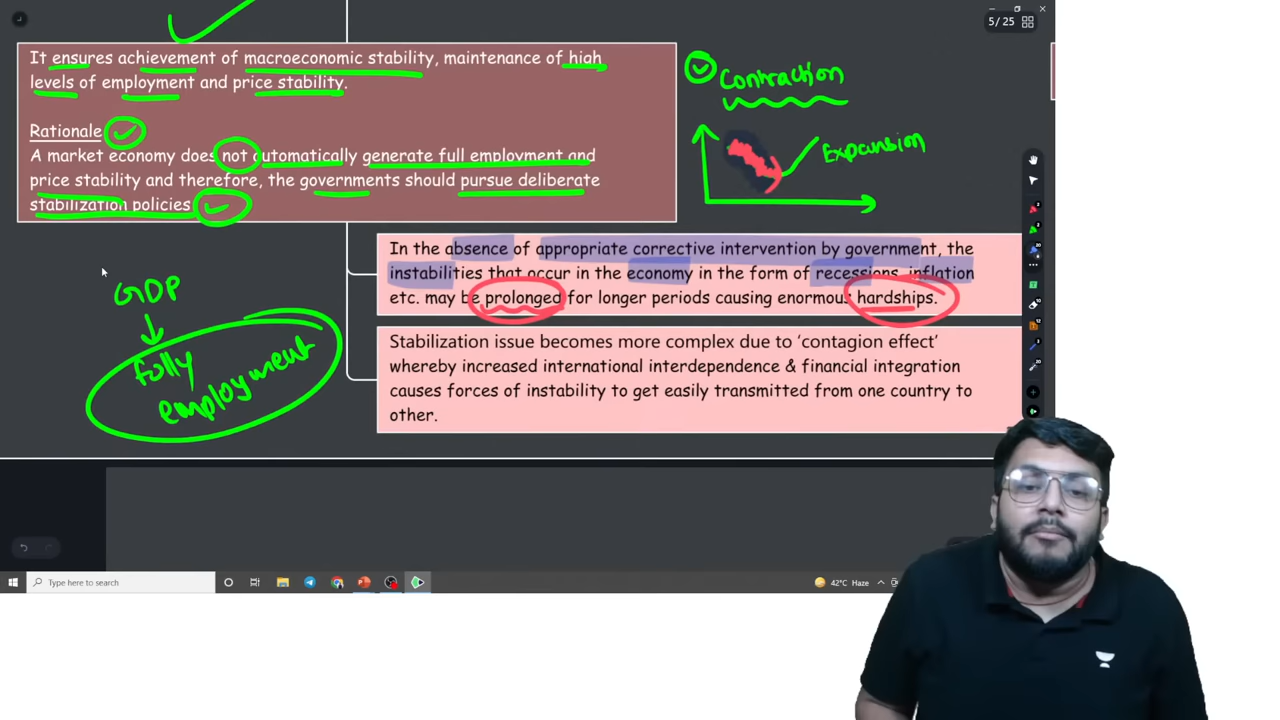 5/25
It ensures achievement of macroeconomic stability, maintenance of high
levels of employment and price stability.
Rationale
A market economy does not automatically generate full employment and
price stability and therefore, the governments should pursue deliberate
stabilization policies
Contraction
Expansion
In the absence of appropriate corrective intervention by government, the
instabilities that occur in the economy in the form of recessions, inflation
etc. may be prolonged for longer periods causing enormous hardships.
GDP
Fully
employment
Stabilization issue becomes more complex due to ‘contagion effect’
whereby increased international interdependence & financial integration
causes forces of instability to get easily transmitted from one country to
other.
Type here to search
42°C Haze